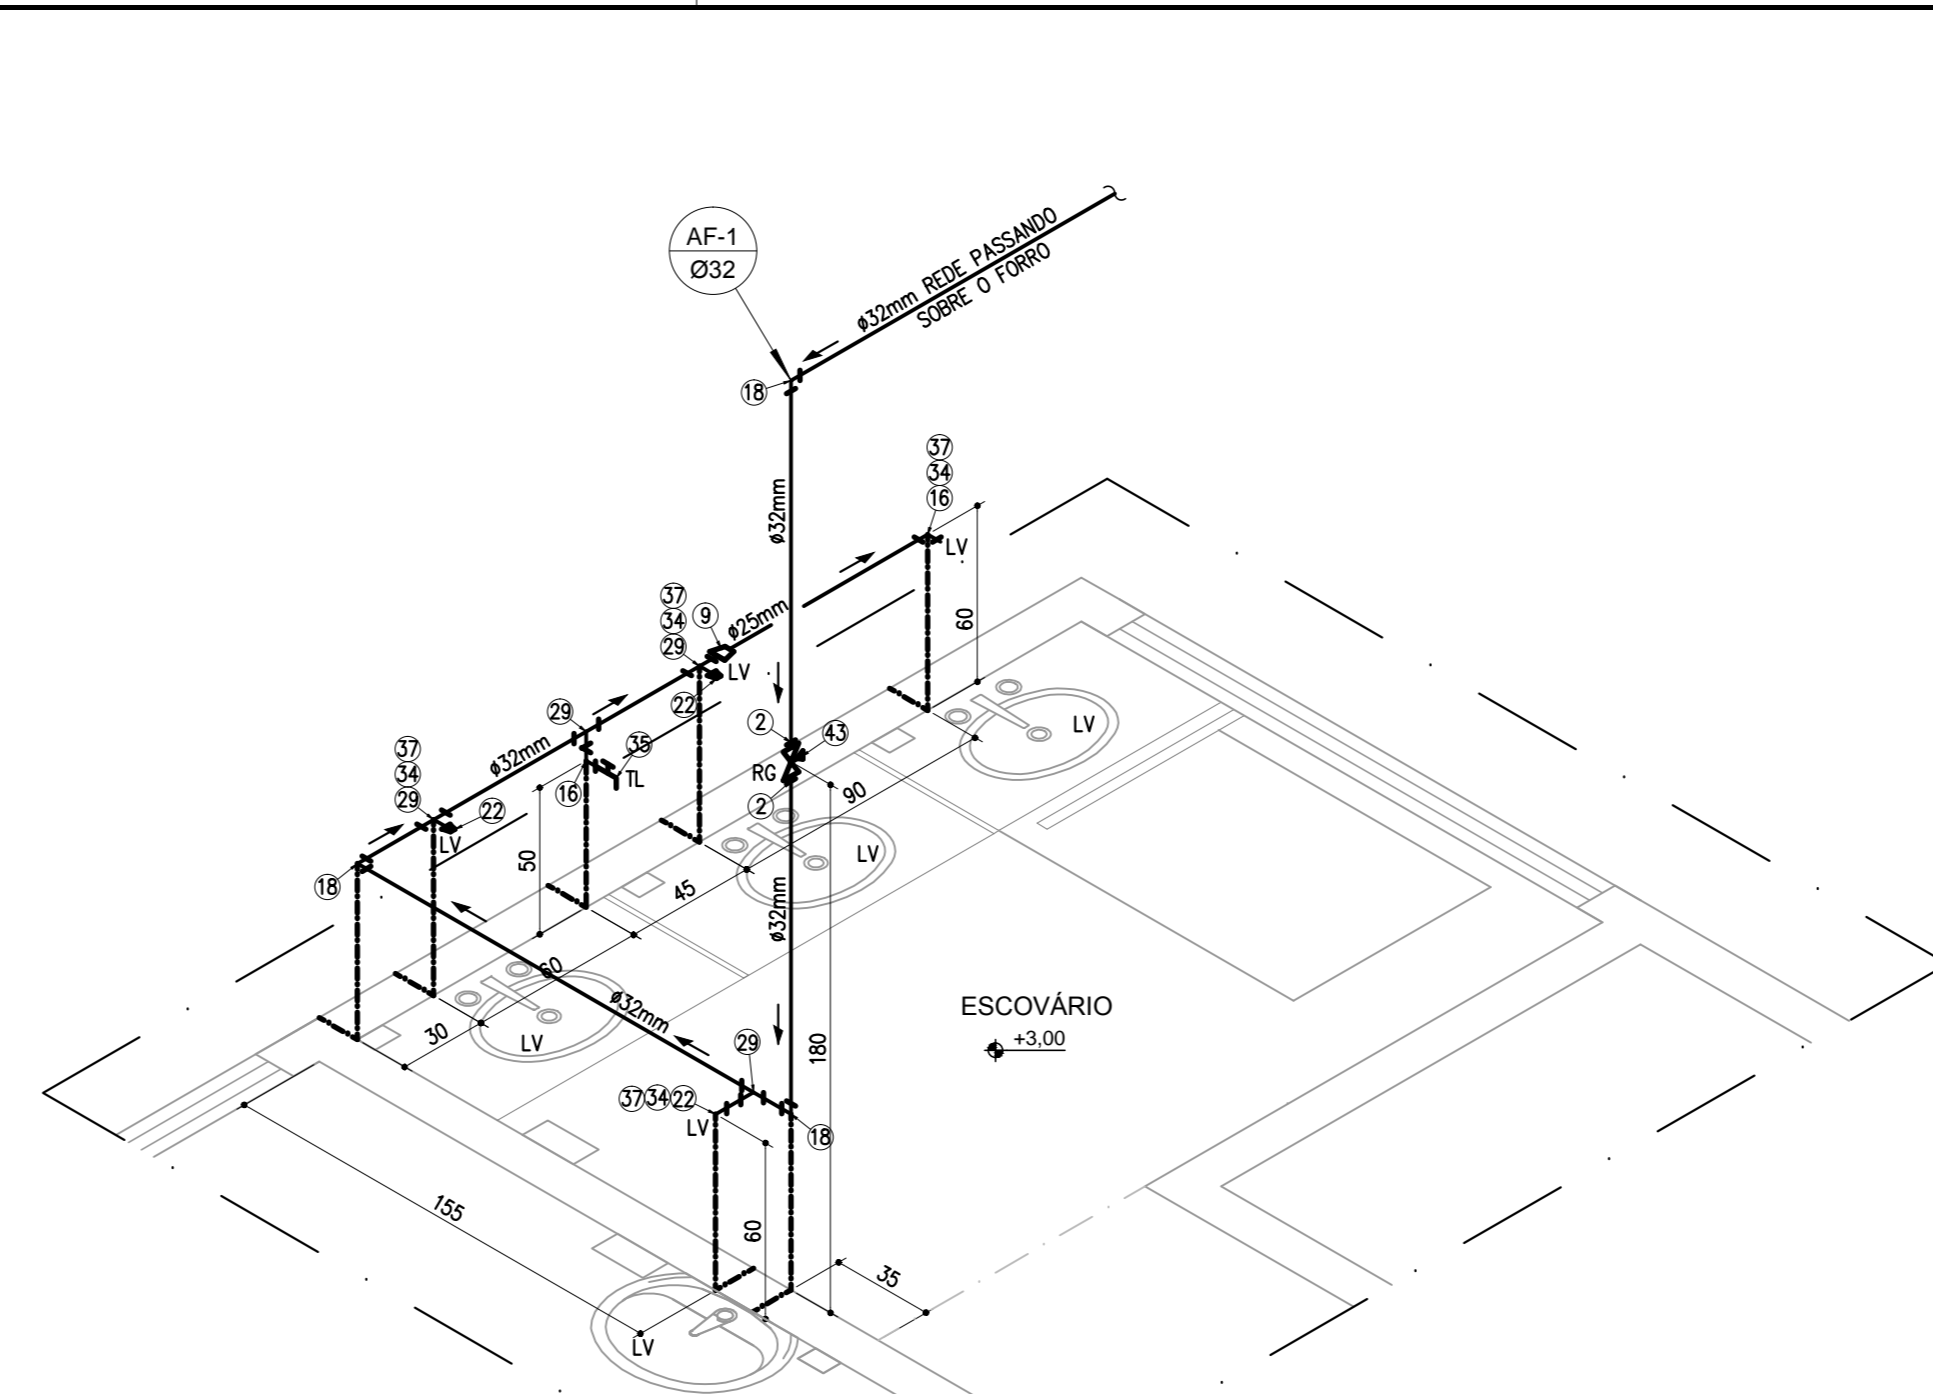 AF-1
Ø32
ø32mm REDE PASSANDO
SOBRE O FORRO
18
ø32mm
37
34
16
LV
60
37
34
29
9
ø25mm
LV
22
29
ø32mm
35
TL
16
37
34
29
22
LV
18
2
43
RG
2
90
LV
LV
50
45
ø32mm
60
30
LV
ø32mm
ESCOVÁRIO
+3,00
180
29
37 34 22
LV
18
155
60
35
LV